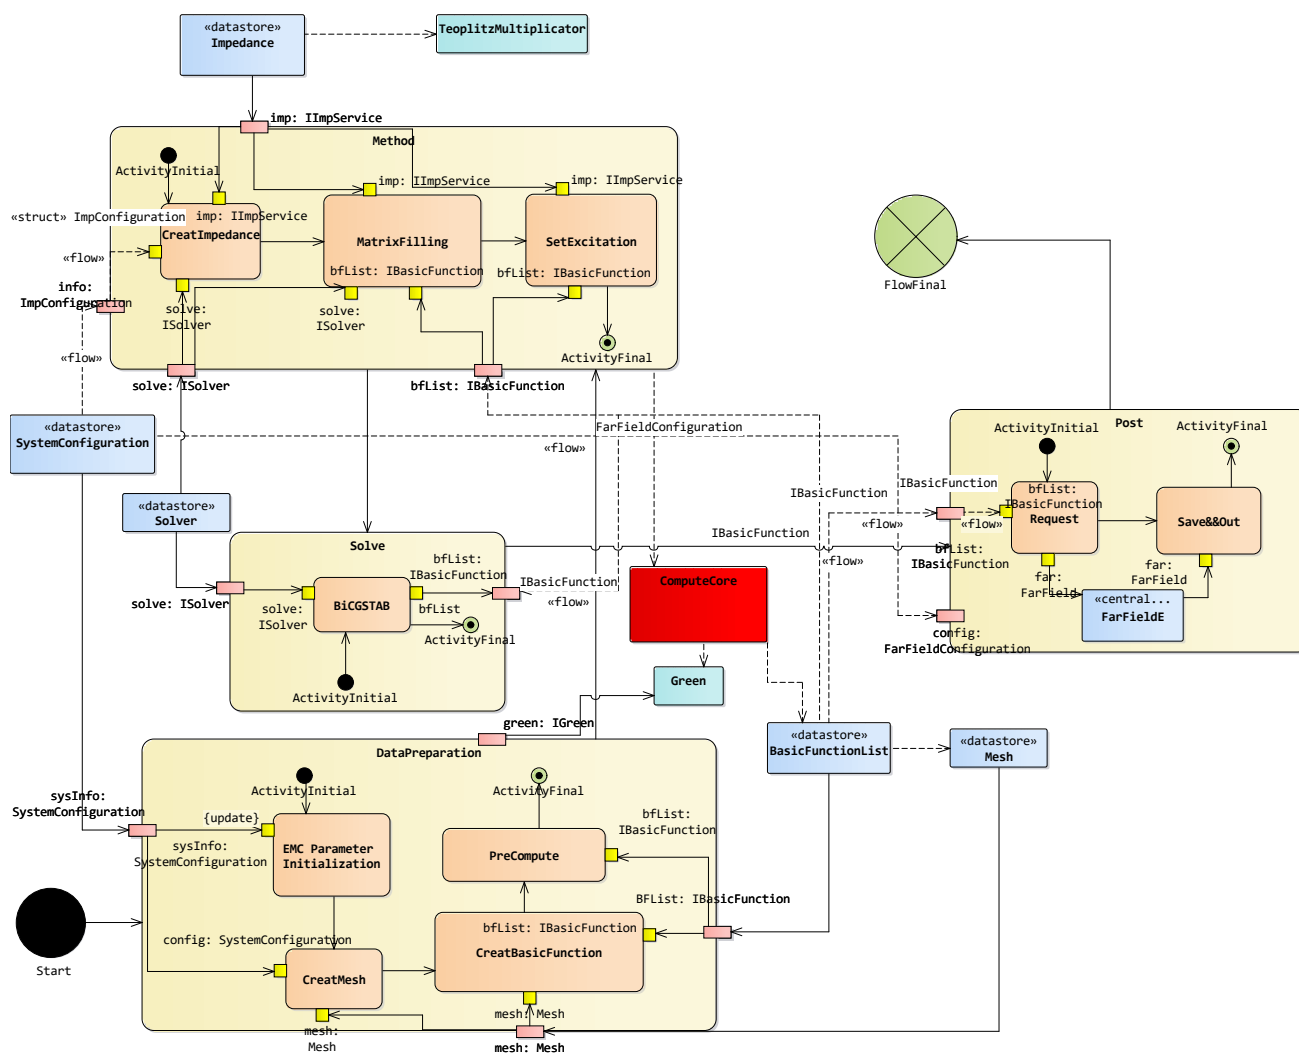 «datastore»
Impedance
TeoplitzMultiplicator
imp: IImpService
Method
ActivityInitial
imp: IImpService
imp: IImpService
«struct» ImpConfiguration
imp: IImpService
CreatImpedance
MatrixFilling
SetExcitation
«flow»
bfList: IBasicFunction
bfList: IBasicFunction
info:
ImpConfiguration
solve:
ISolver
solve:
ISolver
«flow»
ActivityFinal
solve: ISolver
bfList: IBasicFunction
FlowFinal
«datastore»
SystemConfiguration
FarFieldConfiguration
«flow»
Post
ActivityInitial
ActivityFinal
«datastore»
Solver
IBasicFunction
IBasicFunction
bfList:
IBasicFunction
Request
Save&&Out
«flow»
«flow»
Solve
IBasicFunction
bfList:
IBasicFunction
bfList:
IBasicFunction
«flow»
far:
FarField
far:
FarField
ComputeCore
IBasicFunction
«flow»
solve: ISolver
solve:
ISolver
BiCGSTAB
bfList
ActivityFinal
«central...
FarFieldE
config:
FarFieldConfiguration
Green
ActivityInitial
green: IGreen
«datastore»
BasicFunctionList
«datastore»
Mesh
DataPreparation
ActivityInitial
ActivityFinal
sysInfo:
SystemConfiguration
{update}
sysInfo:
SystemConfiguration
EMC Parameter
Initialization
PreCompute
bfList:
IBasicFunction
BFList: IBasicFunction
Start
config: SystemConfiguration
bfList: IBasicFunction
CreatBasicFunction
CreatMesh
mesh:
Mesh
mesh: Mesh
mesh: Mesh